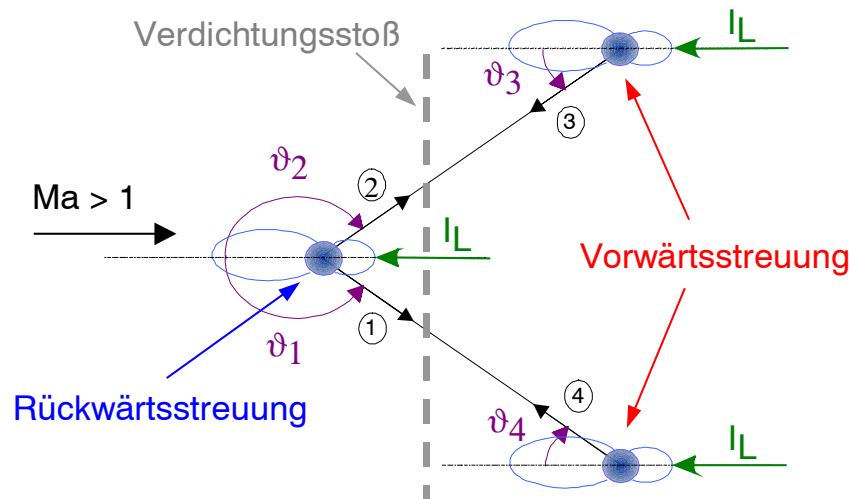 Verdichtungsstoß
I_L
ϑ3
3
ϑ2
2
Ma > 1
I_L
Vorwärtsstreuung
1
ϑ1
Rückwärtsstreuung
4
ϑ4
I_L